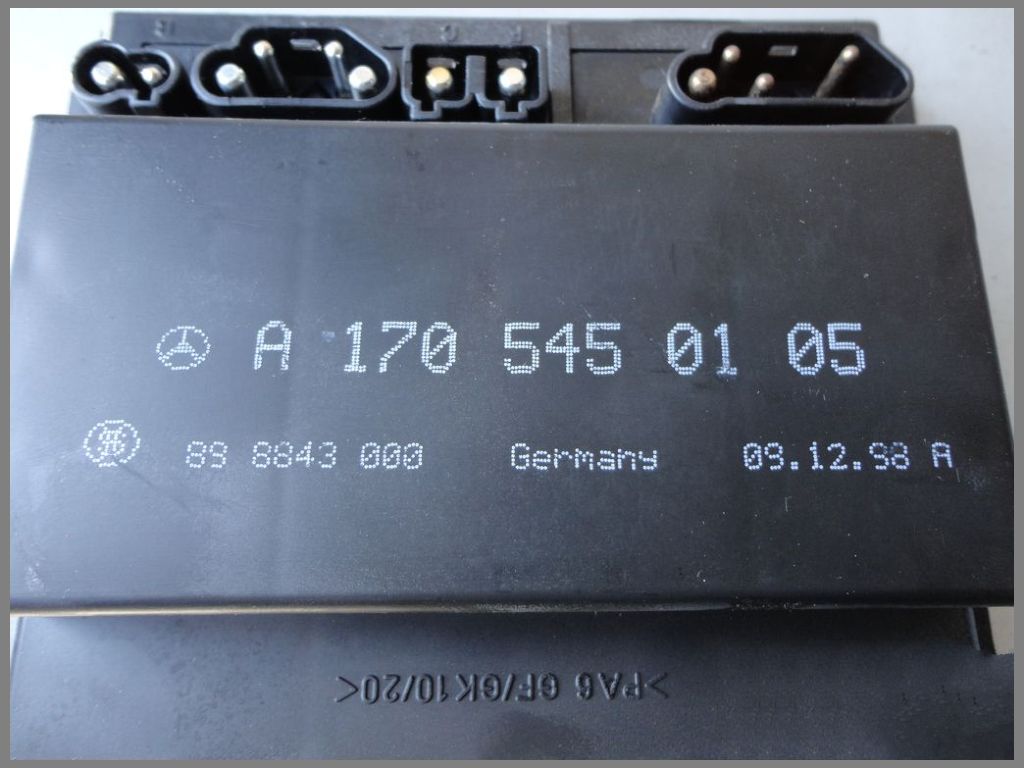 A 170 545 01 05
89 8843 000 Germany 09.12.98 A
>PA6 GF/GK10/20<